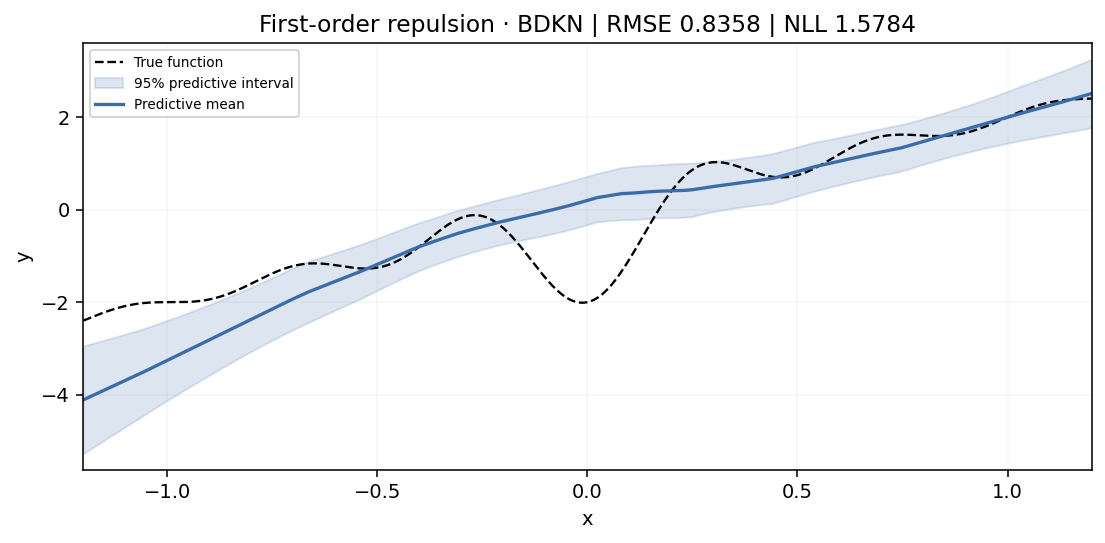 First-order repulsion · BDKN | RMSE 0.8358 | NLL 1.5784
True function
95% predictive interval
Predictive mean
2
0
−2
−4
y
−1.0 −0.5 0.0 0.5 1.0
x